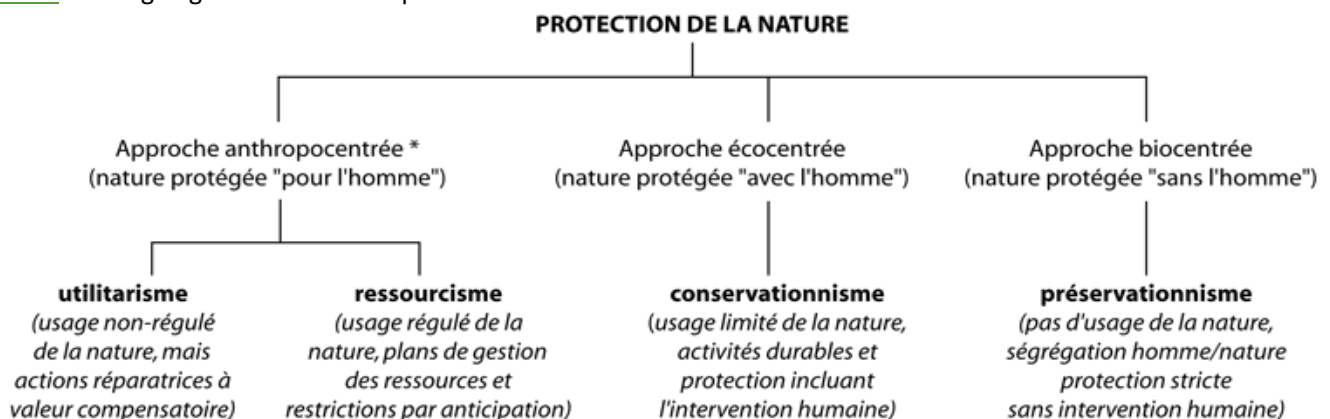 PROTECTION DE LA NATURE
Approche anthropocentrée *
(nature protégée "pour l'homme")
Approche écocentrée
(nature protégée "avec l'homme")
Approche biocentrée
(nature protégée "sans l'homme")
utilitarisme
(usage non-régulé
de la nature, mais
actions réparatrices à
valeur compensatoire)
ressourcisme
(usage régulé de la
nature, plans de gestion
des ressources et
restrictions par anticipation)
conservationnisme
(usage limité de la nature,
activités durables et
protection incluant
l'intervention humaine)
préservationnisme
(pas d'usage de la nature,
ségrégation homme/nature
protection stricte
sans intervention humaine)